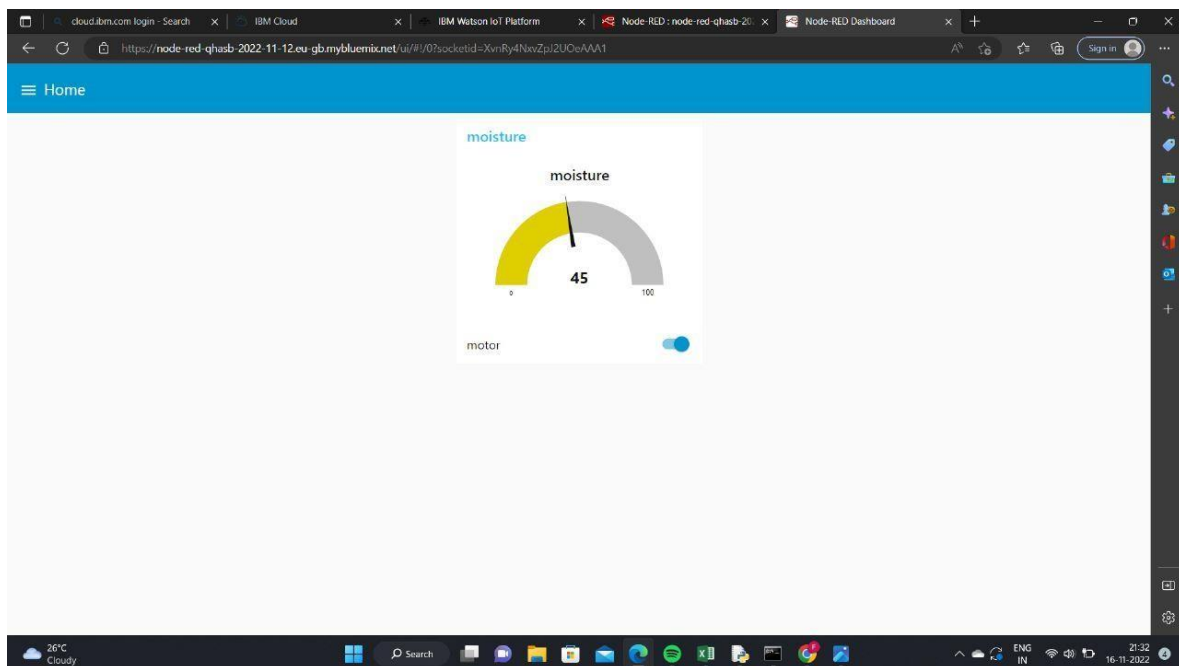 cloud.ibm.com login - Search
IBM Cloud
IBM Watson IoT Platform
Node-RED : node-red-qhasb-20
Node-RED Dashboard
https://node-red-qhasb-2022-11-12.eu-gb.mybluemix.net/ui/#!/0?socketid=XvnRy4NxvZpJ2UOeAAA1
Sign in
Home
moisture
moisture
45
0
100
motor
26°C
Cloudy
Search
ENG
IN
21:32
16-11-2022
4